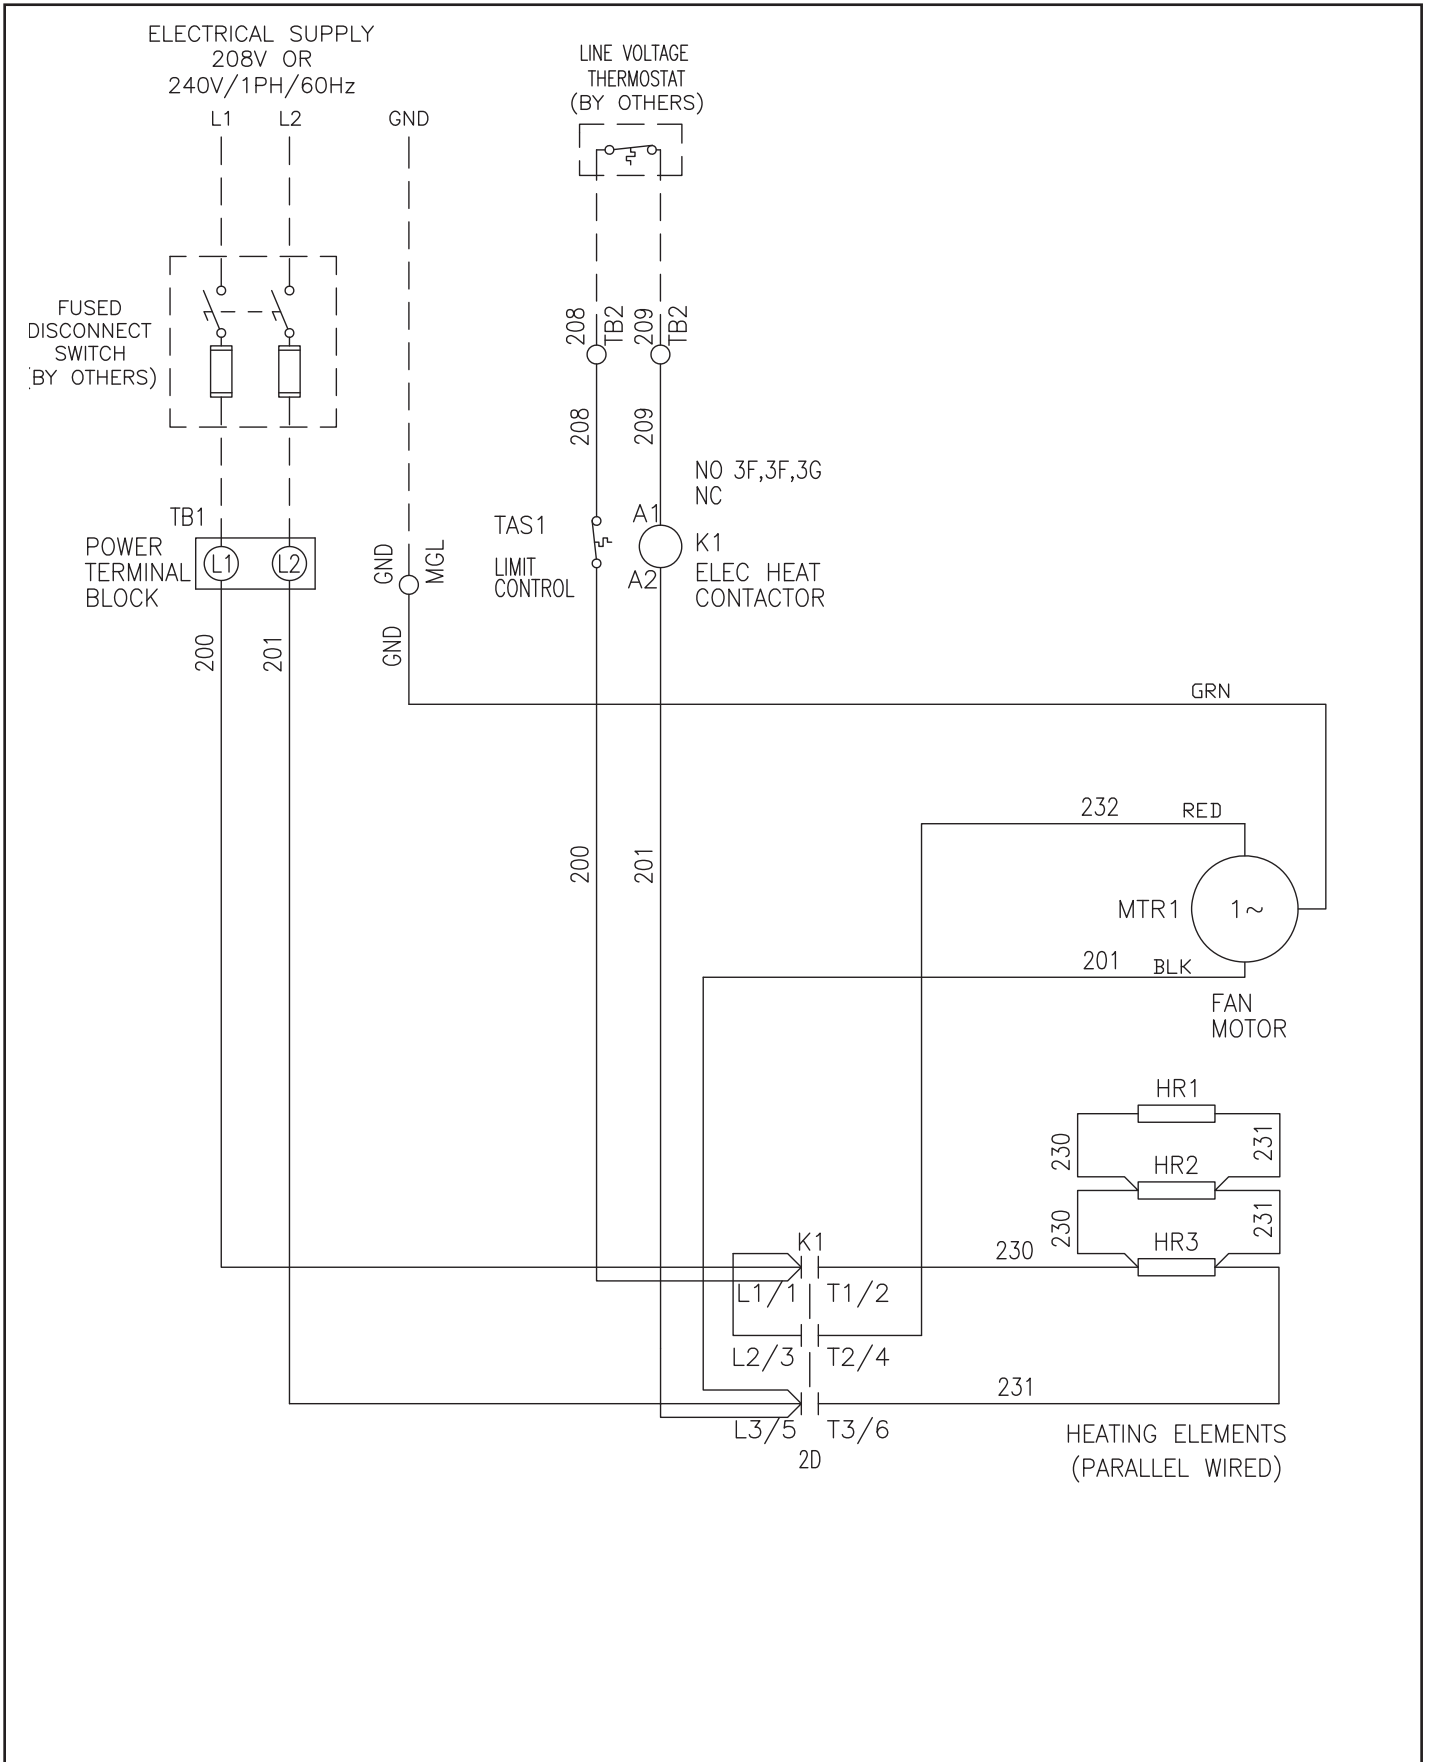 ELECTRICAL SUPPLY
208V OR
240V/1PH/60Hz
L1
L2
GND
LINE VOLTAGE
THERMOSTAT
(BY OTHERS)
FUSED
DISCONNECT
SWITCH
BY OTHERS)
208
TB2
209
TB2
208
209
NO 3F,3F,3G
NC
TB1
POWER
TERMINAL
BLOCK
L1
L2
GND
MGL
GND
TAS1
LIMIT
CONTROL
A1
A2
K1
ELEC HEAT
CONTACTOR
200
201
GRN
232
RED
200
201
MTR1
1~
201
BLK
FAN
MOTOR
HR1
230
231
HR2
230
231
HR3
K1
230
L1/1
T1/2
L2/3
T2/4
231
L3/5
T3/6
2D
HEATING ELEMENTS
(PARALLEL WIRED)